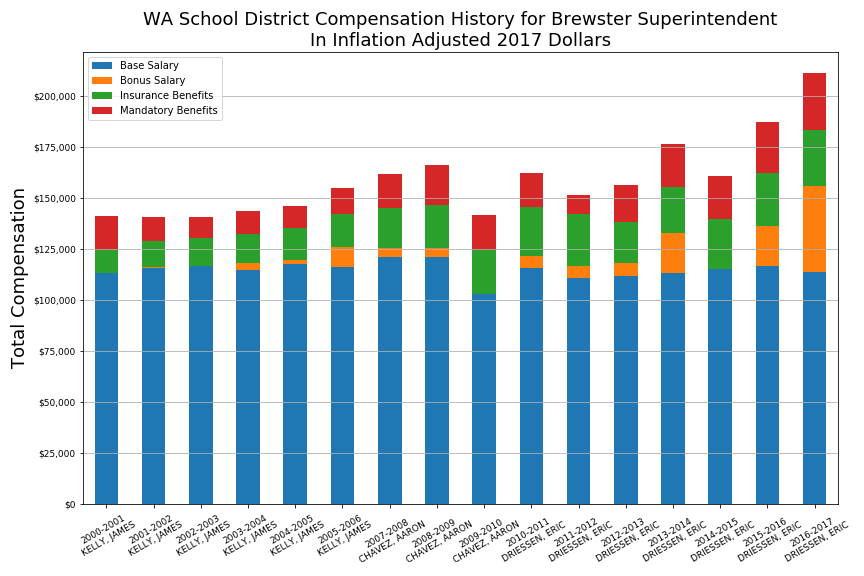 WA School District Compensation History for Brewster Superintendent
In Inflation Adjusted 2017 Dollars
Base Salary
Bonus Salary
Insurance Benefits
Mandatory Benefits
Total Compensation
$200,000
$175,000
$150,000
$125,000
$100,000
$75,000
$50,000
$25,000
$0
2000-2001
KELLY, JAMES
2001-2002
KELLY, JAMES
2002-2003
KELLY, JAMES
2003-2004
KELLY, JAMES
2004-2005
KELLY, JAMES
2005-2006
KELLY, JAMES
2007-2008
CHAVEZ, AARON
2008-2009
CHAVEZ, AARON
2009-2010
CHAVEZ, AARON
2010-2011
DRIESSEN, ERIC
2011-2012
DRIESSEN, ERIC
2012-2013
DRIESSEN, ERIC
2013-2014
DRIESSEN, ERIC
2014-2015
DRIESSEN, ERIC
2015-2016
DRIESSEN, ERIC
2016-2017
DRIESSEN, ERIC